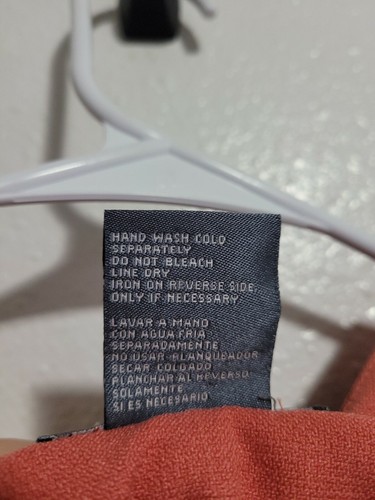 HAND WASH COLD
SEPARATELY
DO NOT BLEACH
LINE DRY
IRON ON REVERSE SIDE,
ONLY IF NECESSARY
LAVAR A MANO
CON AGUA FRIA
SEPARADAMENTE
NO USAR BLANQUEADOR
SECAR COLGADO
PLANCHAR AL REVERSO
SOLAMENTE
SI ES NECESARIO